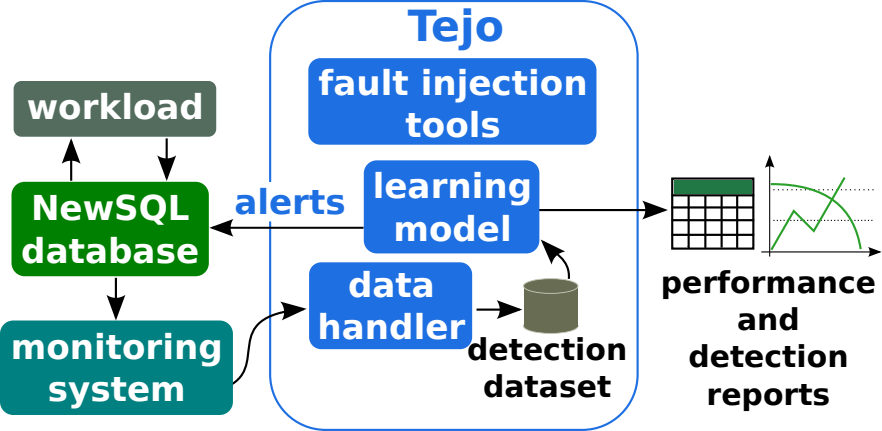 Tejo
fault injection
tools
workload
learning
model
alerts
NewSQL
database
data
handler
monitoring
system
detection
dataset
performance
and
detection
reports